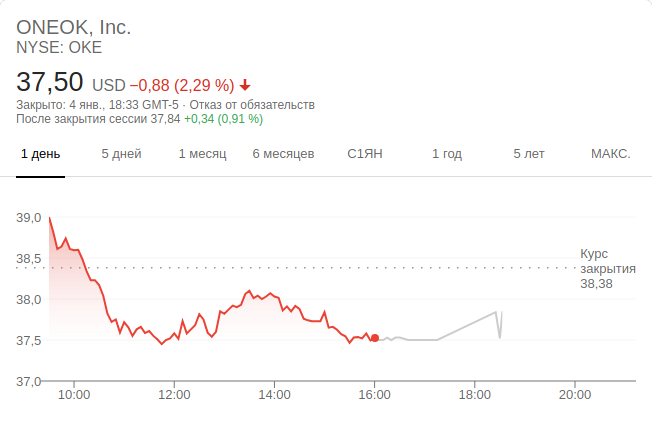 ONEOK, Inc.
NYSE: OKE
37,50 USD −0,88 (2,29 %)
Закрыто: 4 янв., 18:33 GMT-5 · Отказ от обязательств
После закрытия сессии 37,84 +0,34 (0,91 %)
1 день 5 дней 1 месяц 6 месяцев С1ЯН 1 год 5 лет МАКС.
39,0
38,5
38,0
37,5
37,0
Курс
закрытия
38,38
10:00 12:00 14:00 16:00 18:00 20:00